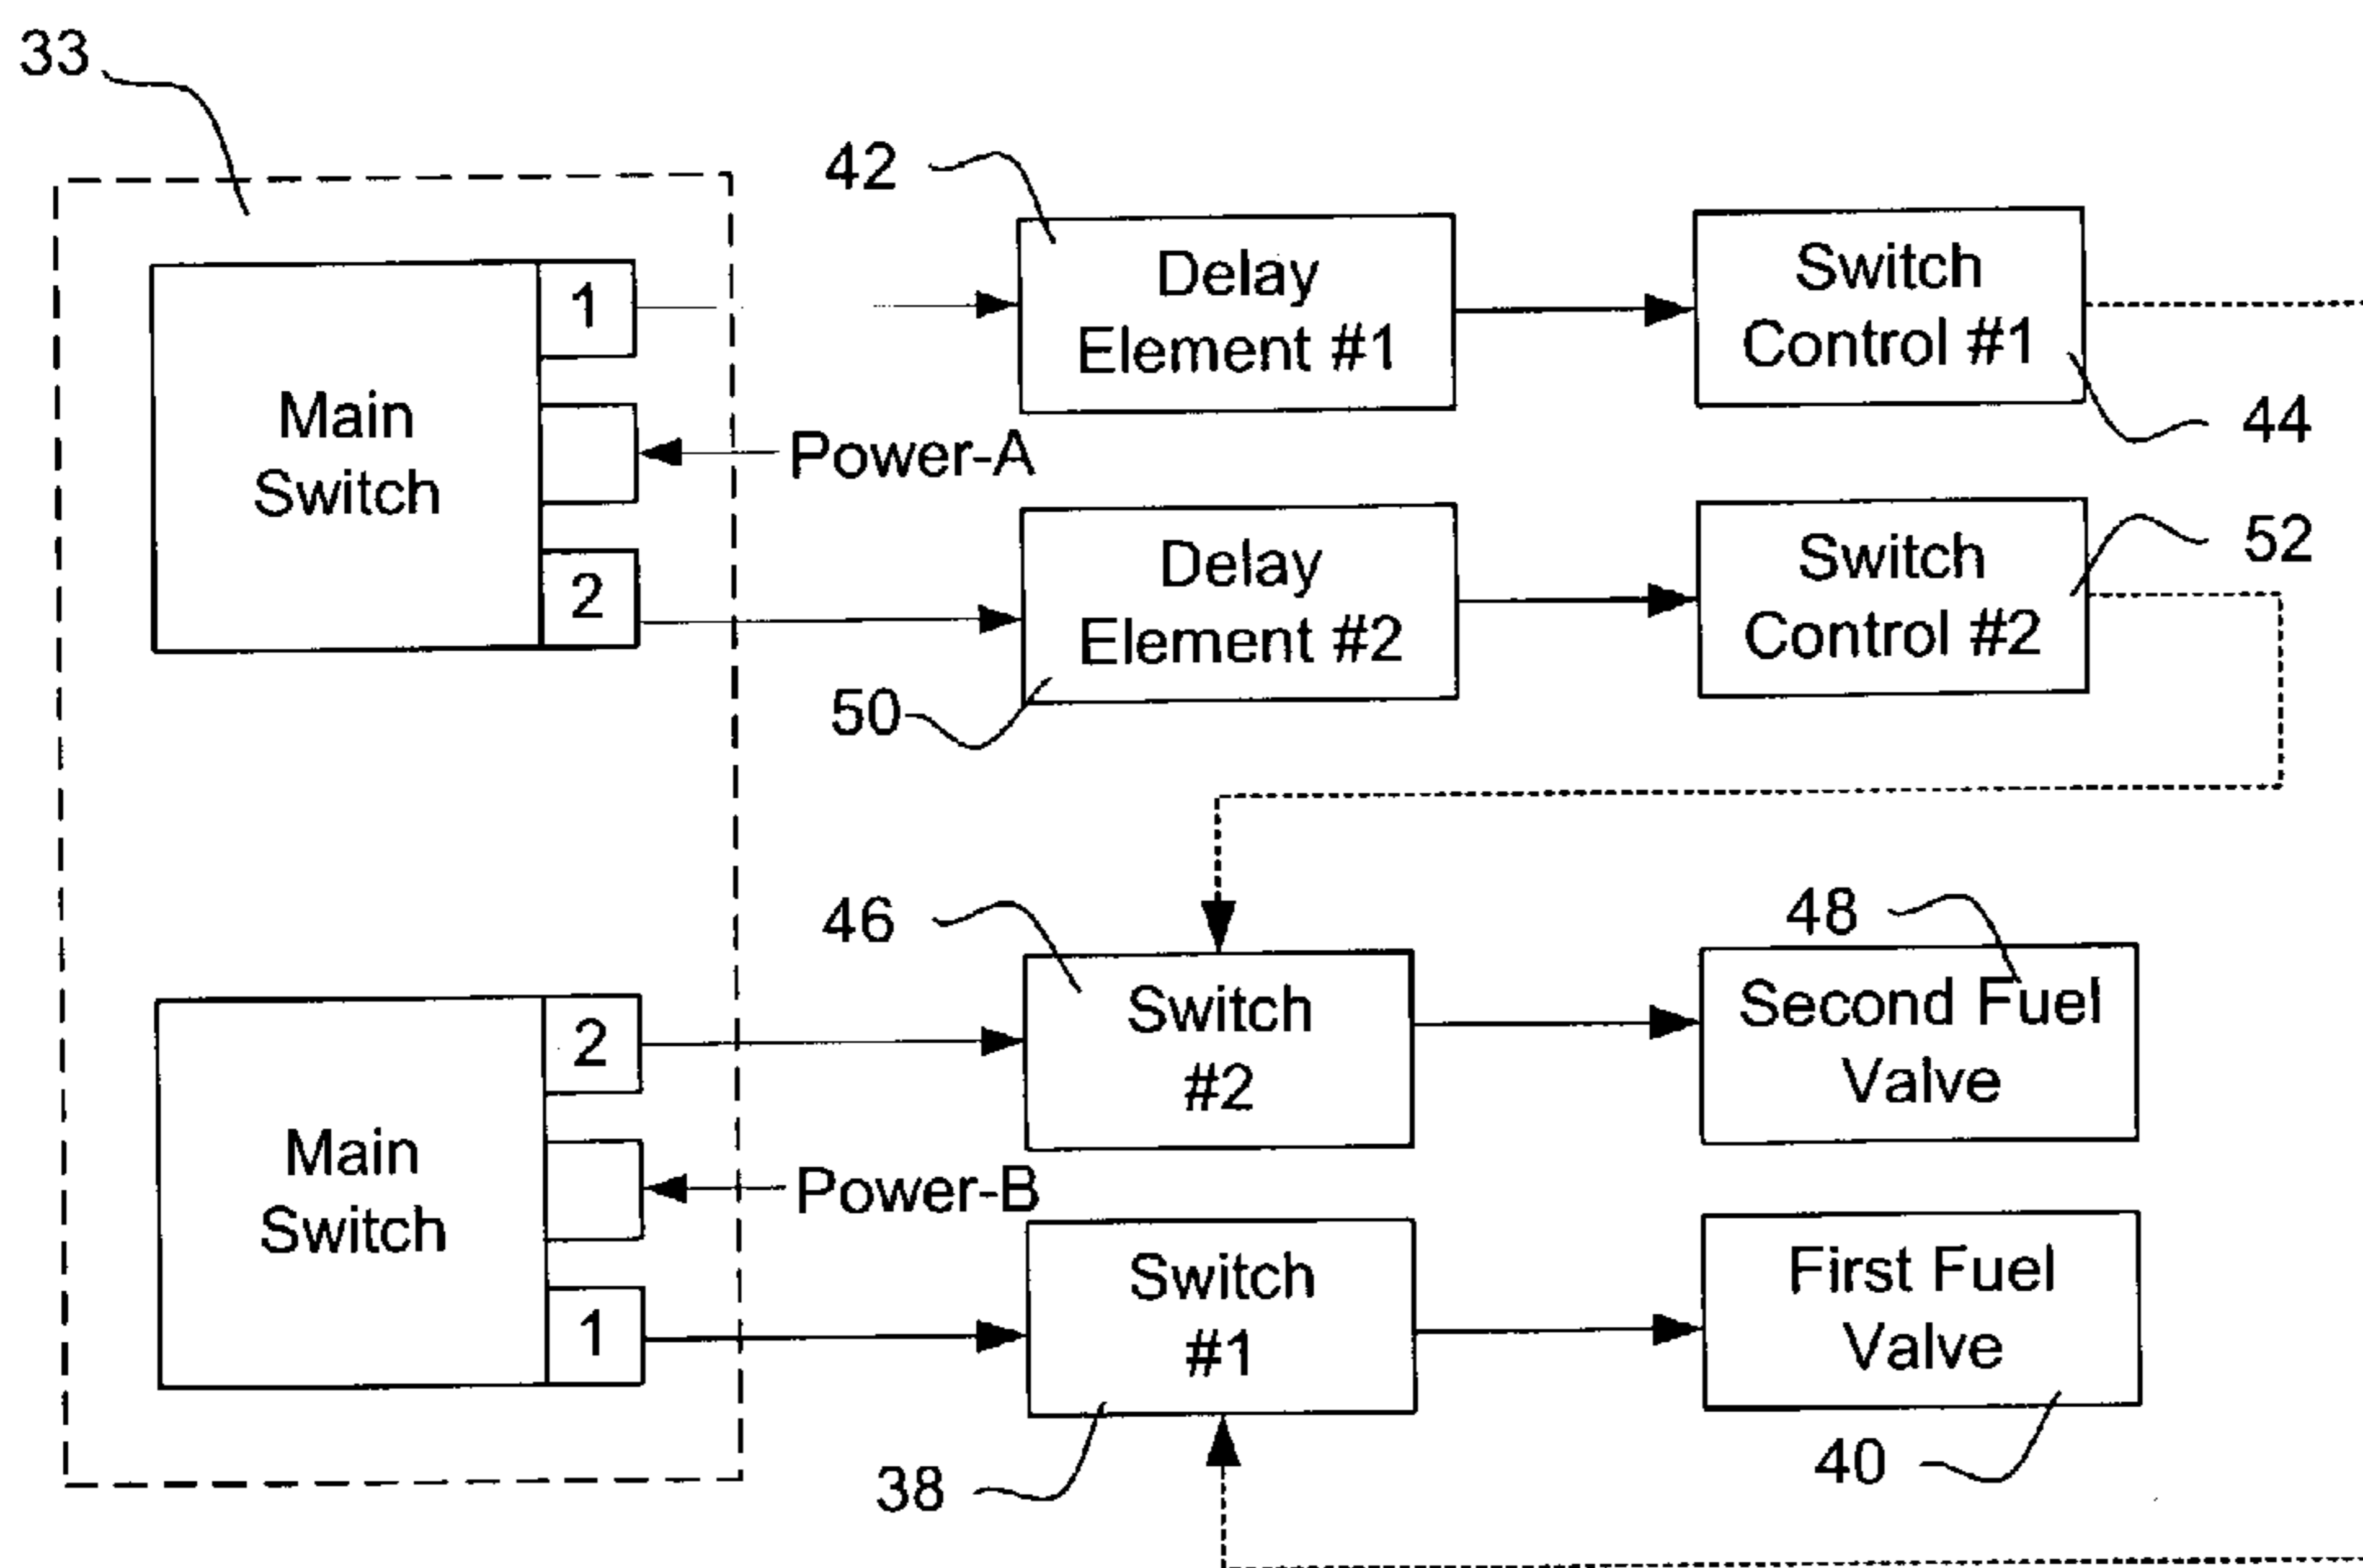 33
42
1
Delay
Element #1
Switch
Control #1
Main
Switch
Power-A
44
2
Delay
Element #2
Switch
Control #2
52
50
46
48
2
Switch
#2
Second Fuel
Valve
Main
Switch
Power-B
1
Switch
#1
First Fuel
Valve
38
40